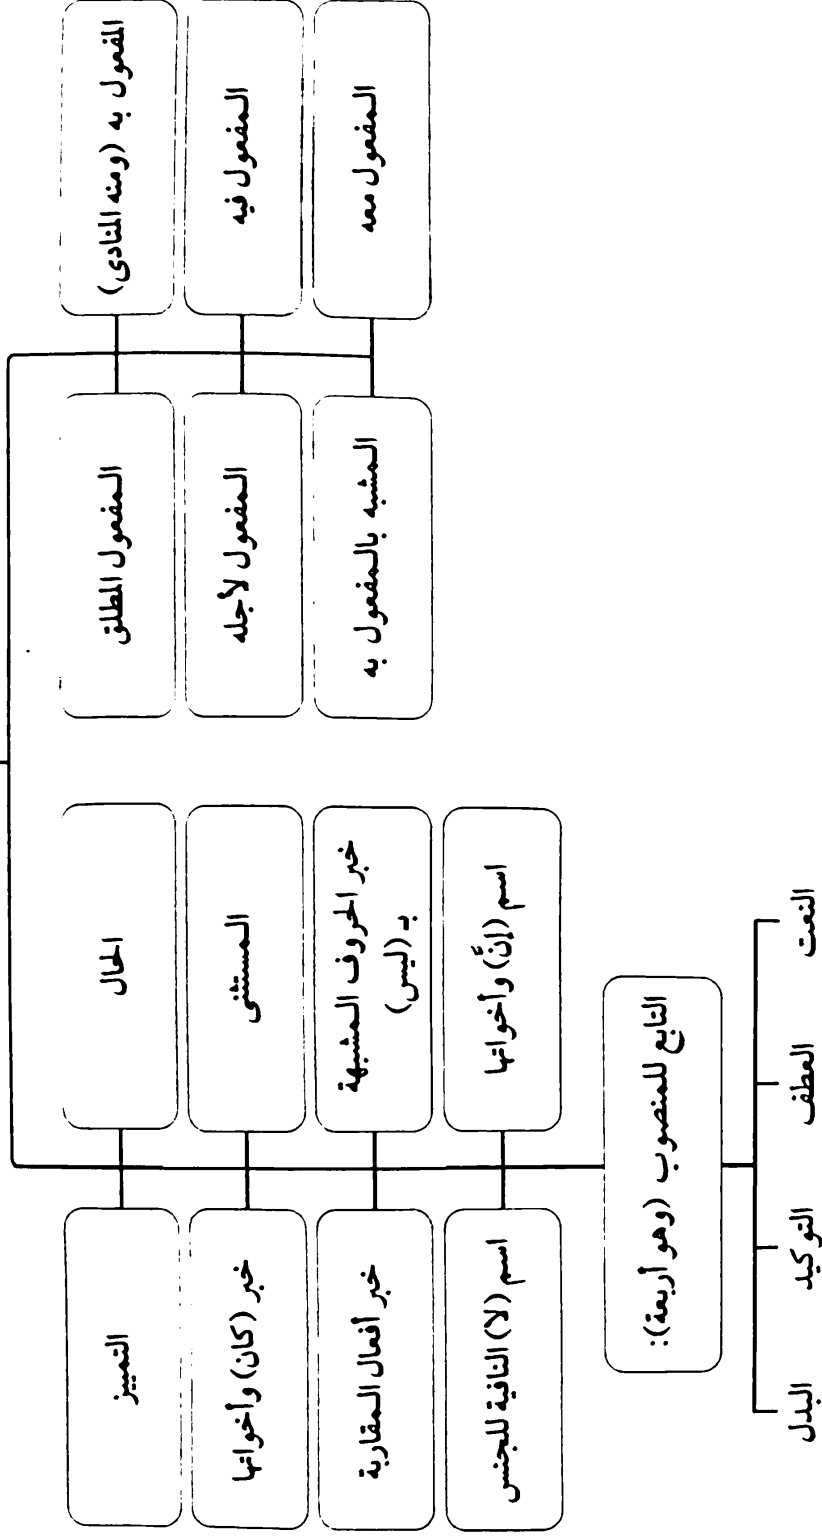 المفعول به (ومنه المنادى)
المفعول المطلق
المفعول فيه
المفعول لأجله
المفعول معه
المشبه بالمفعول به
الحال
التمييز
المستثنى
خبر (كان) وأخواتها
خبر الحروف المشبهة
بـ (ليس)
خبر أفعال المقاربة
اسم (إنَّ) وأخواتها
اسم (لا) النافية للجنس
التابع للمنصوب (وهو أربعة):
النعت
العطف
التوكيد
البدل